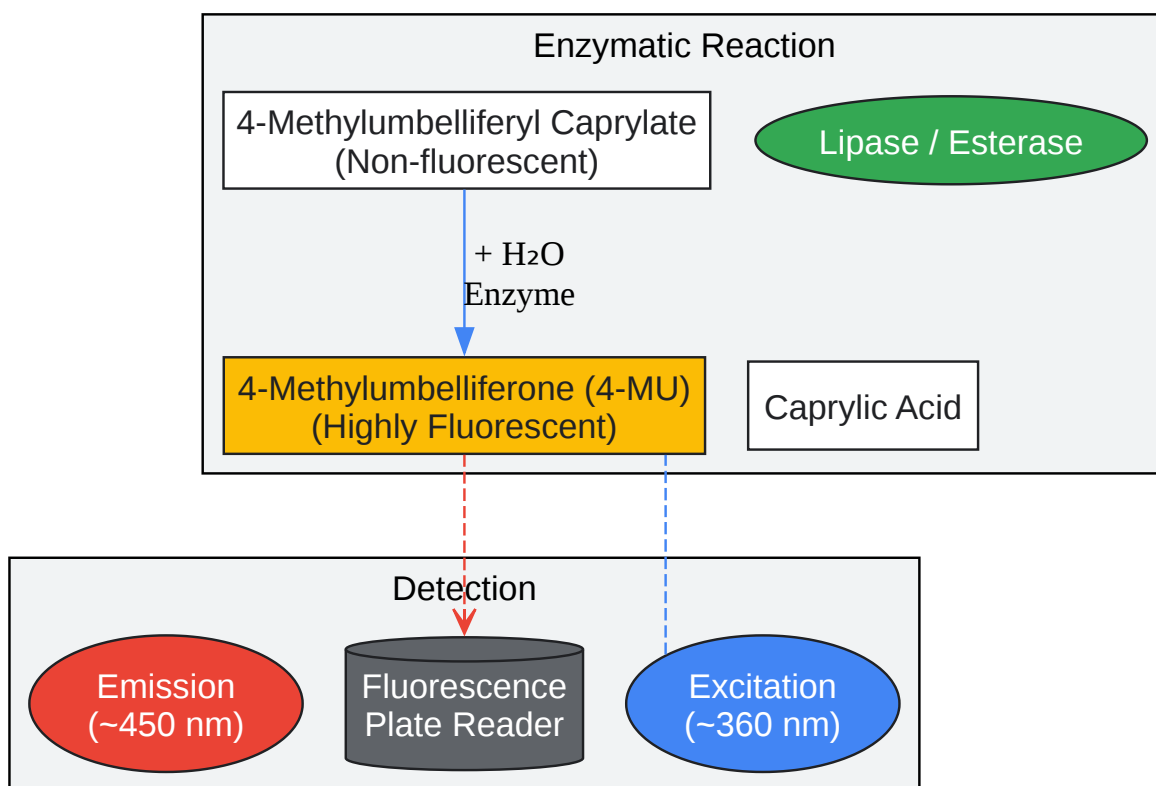 Enzymatic Reaction
4-Methylumbelliferyl Caprylate
(Non-fluorescent)
Lipase / Esterase
+ H₂O
Enzyme
4-Methylumbelliferone (4-MU)
(Highly Fluorescent)
Caprylic Acid
Detection
Emission
(~450 nm)
Fluorescence
Plate Reader
Excitation
(~360 nm)